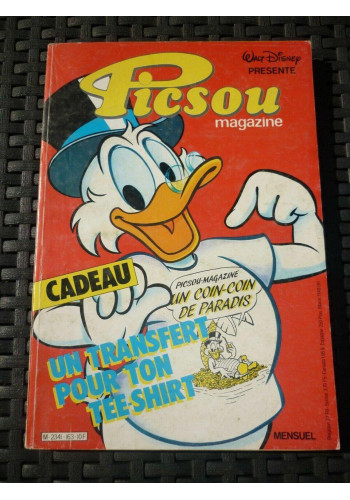 Walt Disney
PRESENTE
Picsou
magazine
CADEAU
PICSOU-MAGAZINE
UN COIN-COIN
DE PARADIS
UN TRANSFERT
POUR TON
TEE-SHIRT
MENSUEL